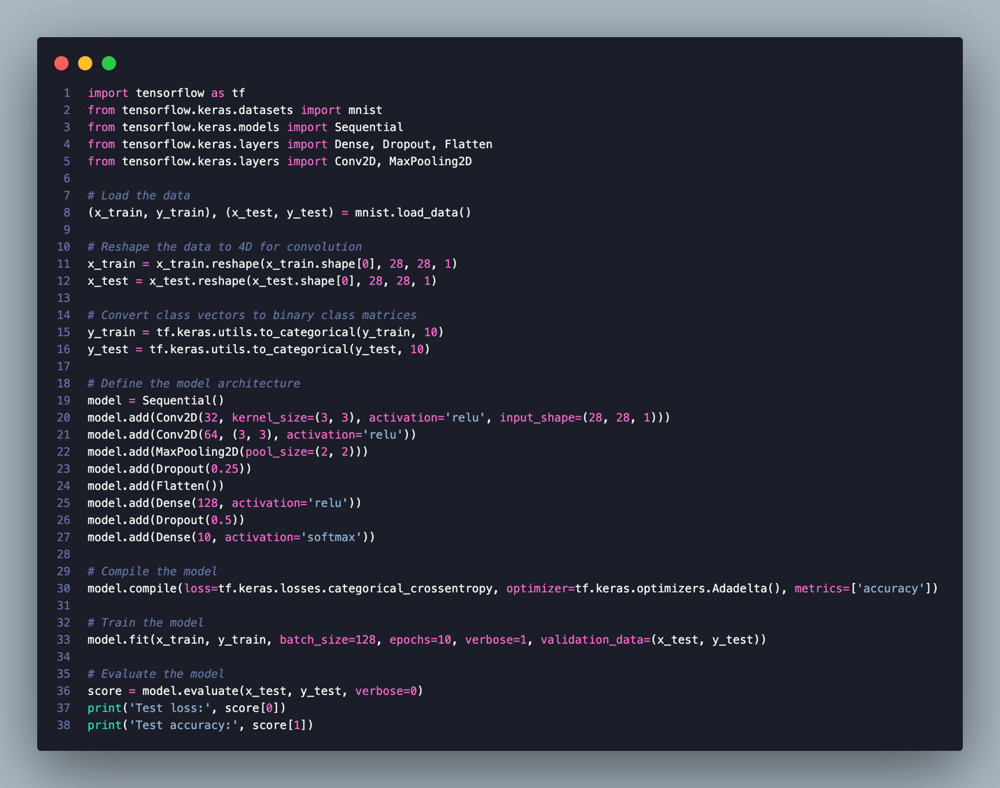 1 import tensorflow as tf
2 from tensorflow.keras.datasets import mnist
3 from tensorflow.keras.models import Sequential
4 from tensorflow.keras.layers import Dense, Dropout, Flatten
5 from tensorflow.keras.layers import Conv2D, MaxPooling2D
6
7 # Load the data
8 (x_train, y_train), (x_test, y_test) = mnist.load_data()
9
10 # Reshape the data to 4D for convolution
11 x_train = x_train.reshape(x_train.shape[0], 28, 28, 1)
12 x_test = x_test.reshape(x_test.shape[0], 28, 28, 1)
13
14 # Convert class vectors to binary class matrices
15 y_train = tf.keras.utils.to_categorical(y_train, 10)
16 y_test = tf.keras.utils.to_categorical(y_test, 10)
17
18 # Define the model architecture
19 model = Sequential()
20 model.add(Conv2D(32, kernel_size=(3, 3), activation='relu', input_shape=(28, 28, 1)))
21 model.add(Conv2D(64, (3, 3), activation='relu'))
22 model.add(MaxPooling2D(pool_size=(2, 2)))
23 model.add(Dropout(0.25))
24 model.add(Flatten())
25 model.add(Dense(128, activation='relu'))
26 model.add(Dropout(0.5))
27 model.add(Dense(10, activation='softmax'))
28
29 # Compile the model
30 model.compile(loss=tf.keras.losses.categorical_crossentropy, optimizer=tf.keras.optimizers.Adadelta(), metrics=['accuracy'])
31
32 # Train the model
33 model.fit(x_train, y_train, batch_size=128, epochs=10, verbose=1, validation_data=(x_test, y_test))
34
35 # Evaluate the model
36 score = model.evaluate(x_test, y_test, verbose=0)
37 print('Test loss:', score[0])
38 print('Test accuracy:', score[1])